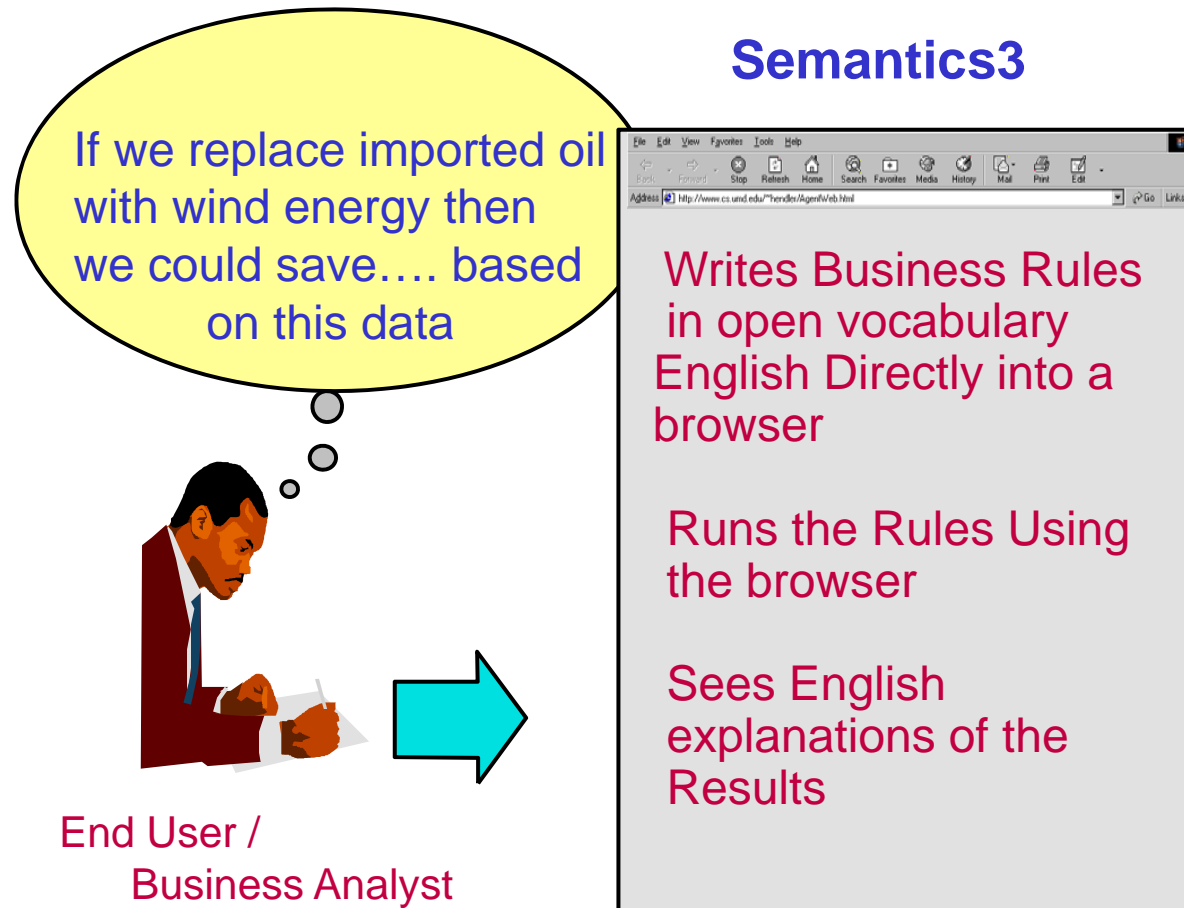 Semantics3
If we replace imported oil
with wind energy then
we could save…. based
on this data
File Edit View Favorites Tools Help
Back Forward Stop Refresh Home Search Favorites Media History Mail Print Edit
Address http://www.cs.umd.edu/~hendler/AgentWeb.html Go Links
Writes Business Rules
in open vocabulary
English Directly into a
browser
Runs the Rules Using
the browser
Sees English
explanations of the
Results
End User /
Business Analyst